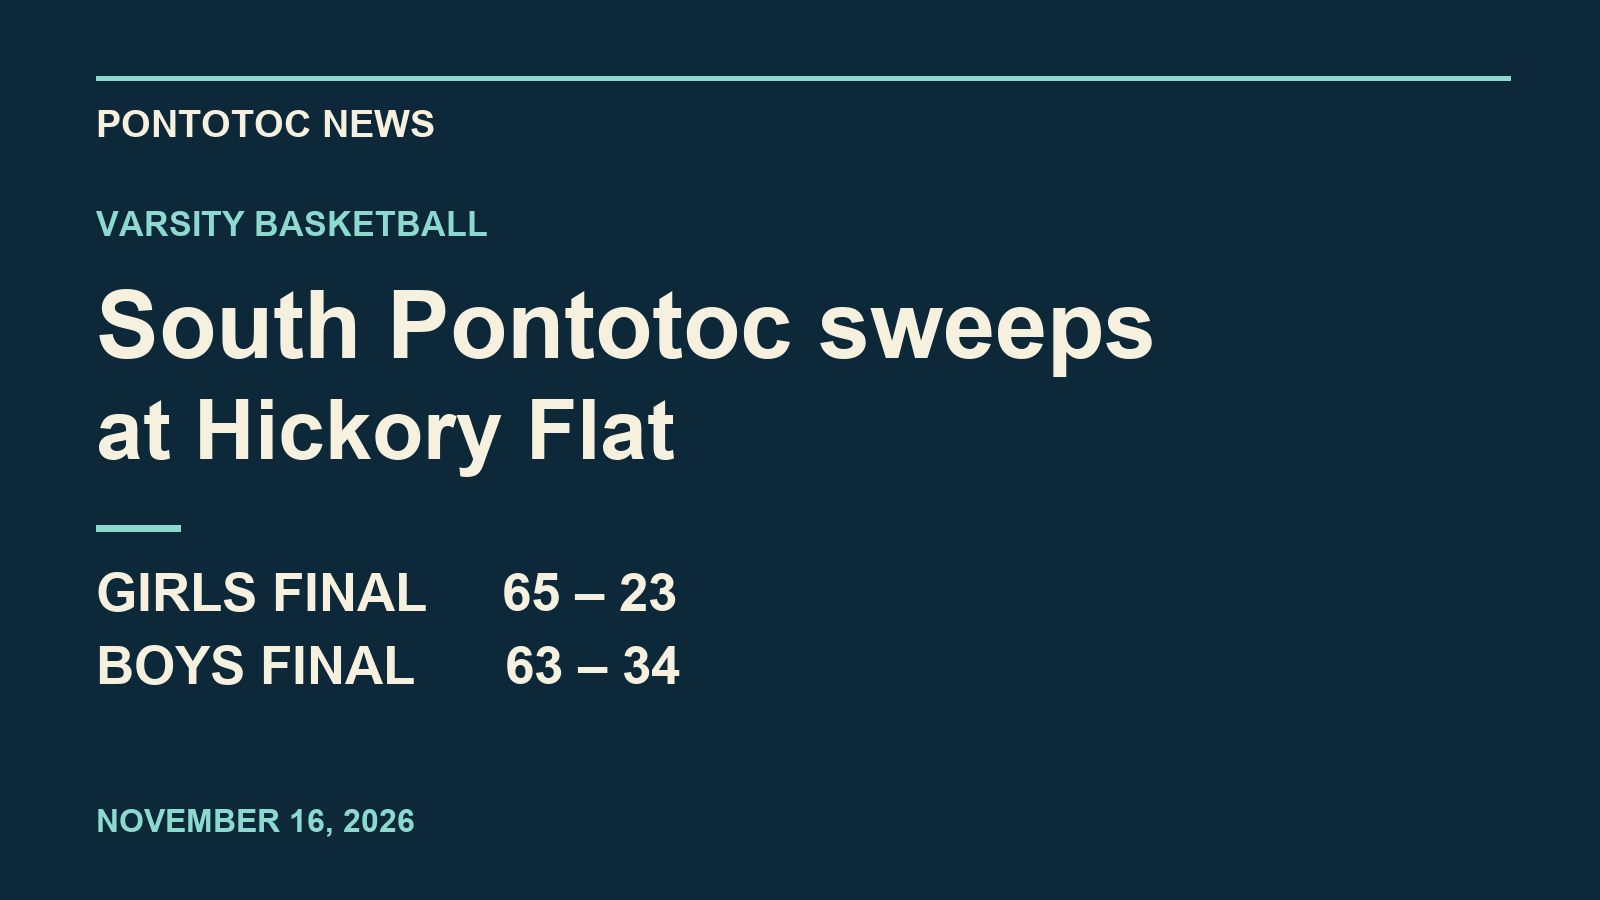 PONTOTOC NEWS
VARSITY BASKETBALL
South Pontotoc sweeps
at Hickory Flat
GIRLS FINAL 65 – 23
BOYS FINAL 63 – 34
NOVEMBER 16, 2026